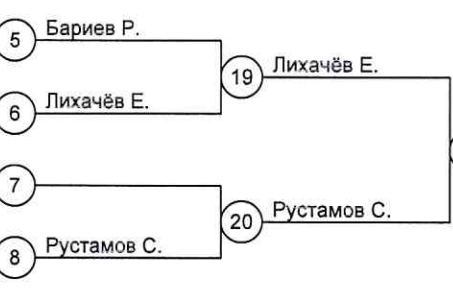 5 Бариев Р.
19 Лихачёв Е.
6 Лихачёв Е.
7
20 Рустамов С.
8 Рустамов С.